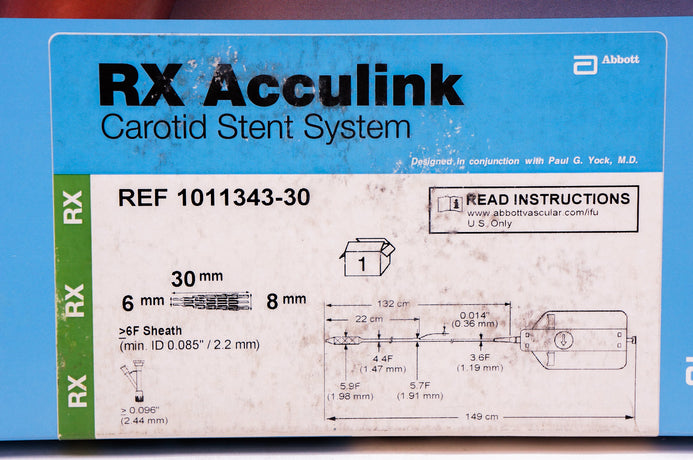 RX Acculink
Abbott
Carotid Stent System
Designed in conjunction with Paul G. Yock, M.D.
RX
RX
RX
REF 1011343-30
READ INSTRUCTIONS
www.abbottvascular.com/ifu
U.S. Only
1
30 mm
6 mm
8 mm
≥6F Sheath
(min. ID 0.085" / 2.2 mm)
≥ 0.096"
(2.44 mm)
132 cm
22 cm
0.014"
(0.36 mm)
4.4F
(1.47 mm)
3.6F
(1.19 mm)
5.9F
(1.98 mm)
5.7F
(1.91 mm)
149 cm